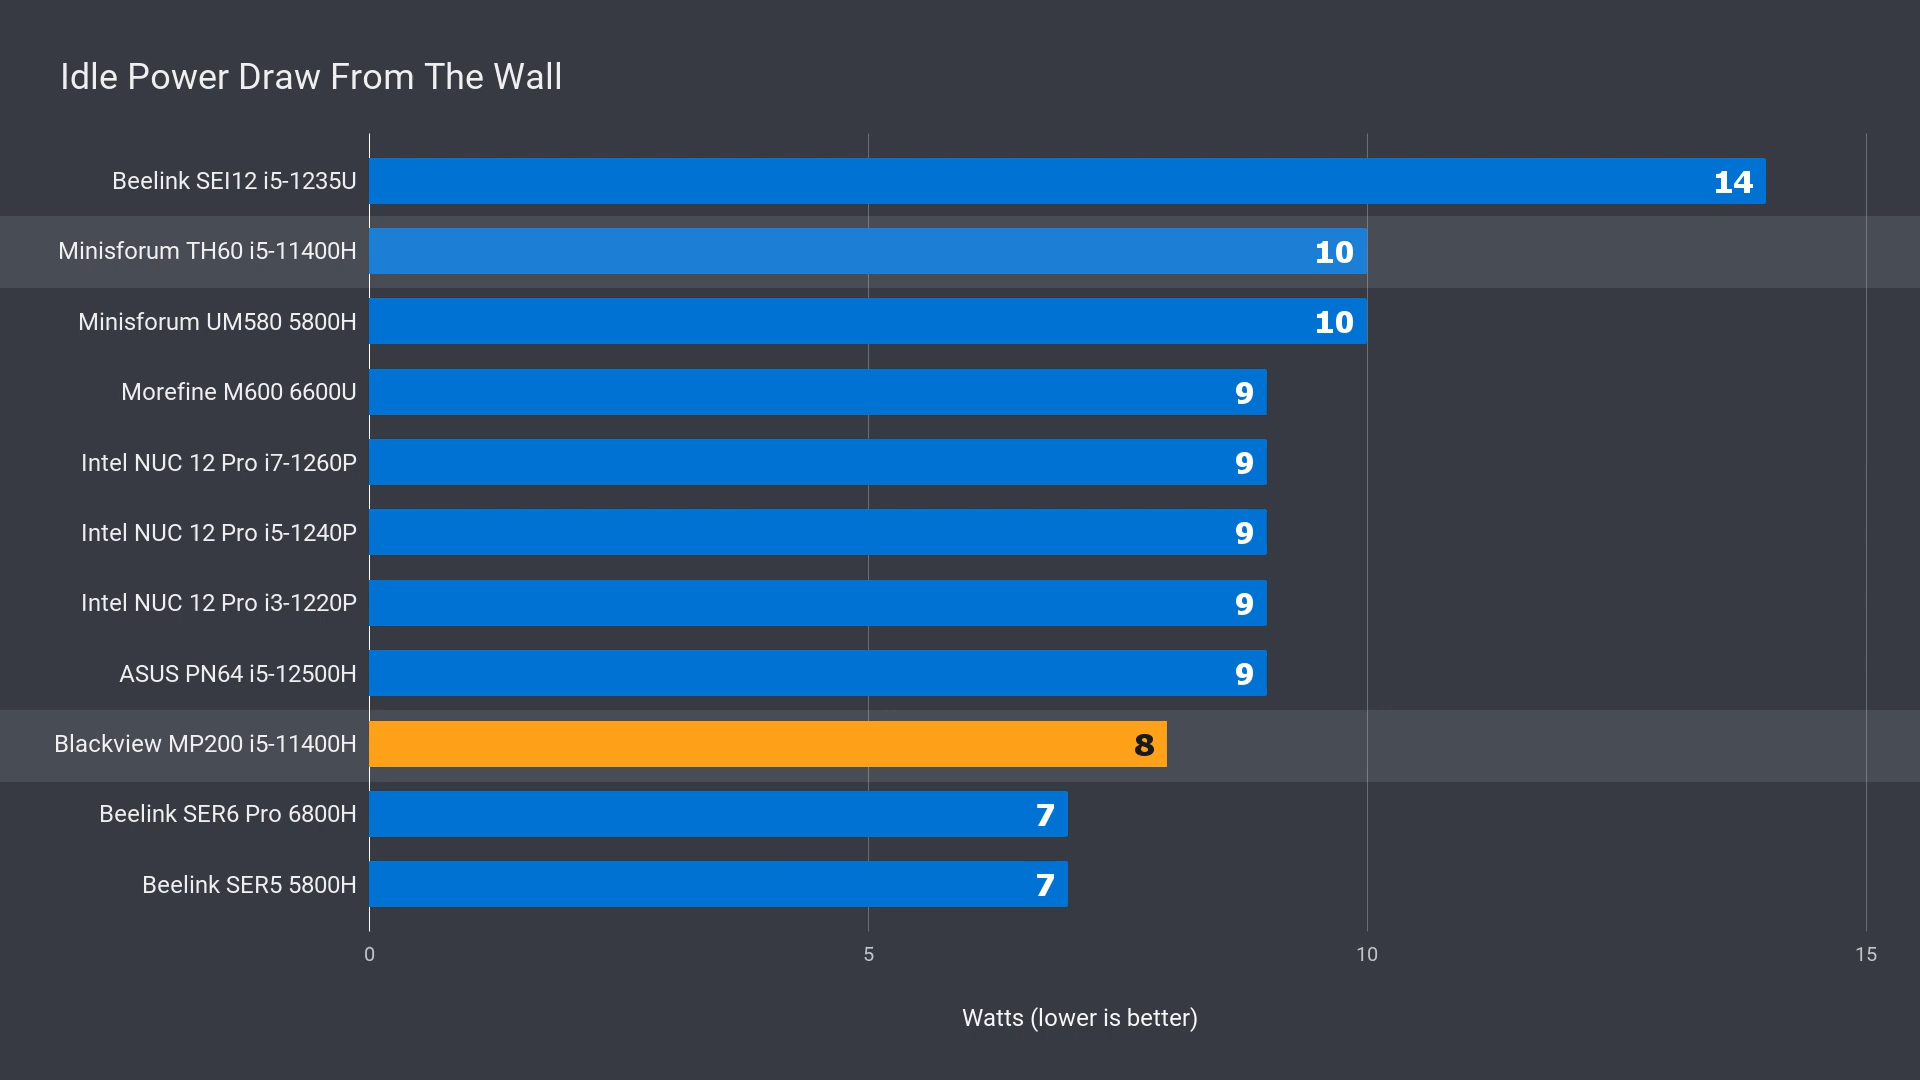 Idle Power Draw From The Wall
Beelink SEI12 i5-1235U 14
Minisforum TH60 i5-11400H 10
Minisforum UM580 5800H 10
Morefine M600 6600U 9
Intel NUC 12 Pro i7-1260P 9
Intel NUC 12 Pro i5-1240P 9
Intel NUC 12 Pro i3-1220P 9
ASUS PN64 i5-12500H 9
Blackview MP200 i5-11400H 8
Beelink SER6 Pro 6800H 7
Beelink SER5 5800H 7
0 5 10 15
Watts (lower is better)